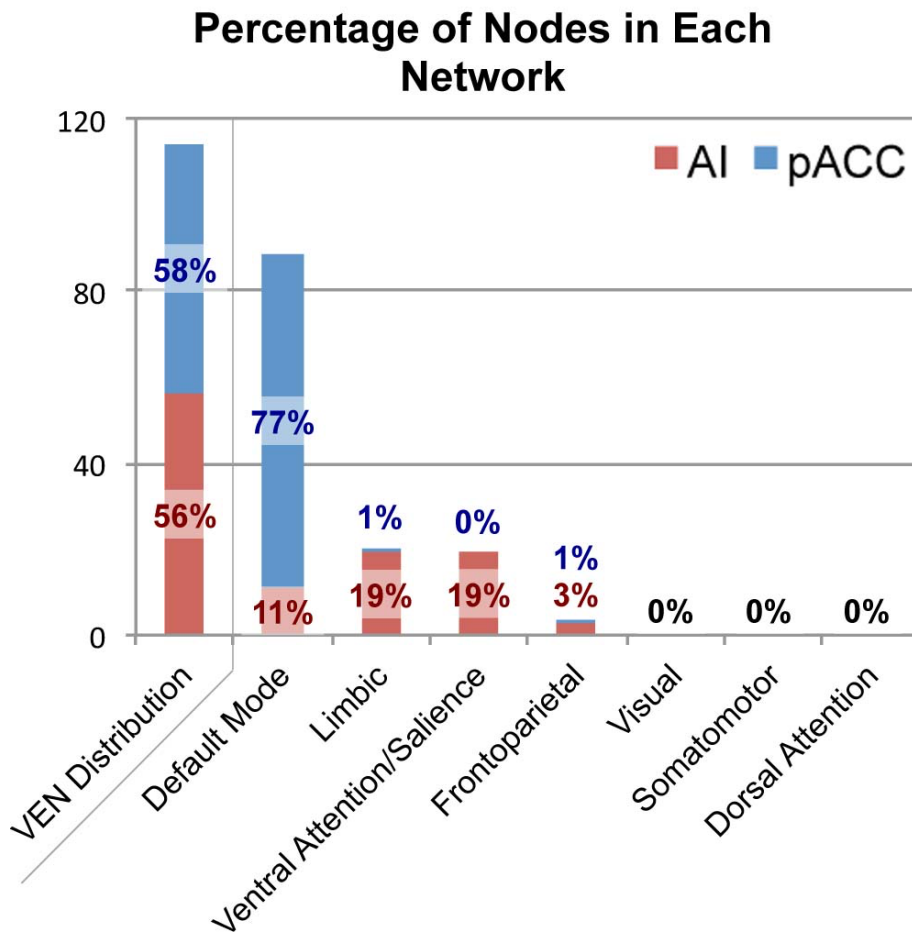 Percentage of Nodes in Each
Network
120
AI pACC
58%
80
77%
40
56%
1%
0%
1%
11%
19%
19%
3%
0%
0%
0%
0
VEN Distribution
Default Mode
Limbic
Ventral Attention/Salience
Frontoparietal
Visual
Somatomotor
Dorsal Attention